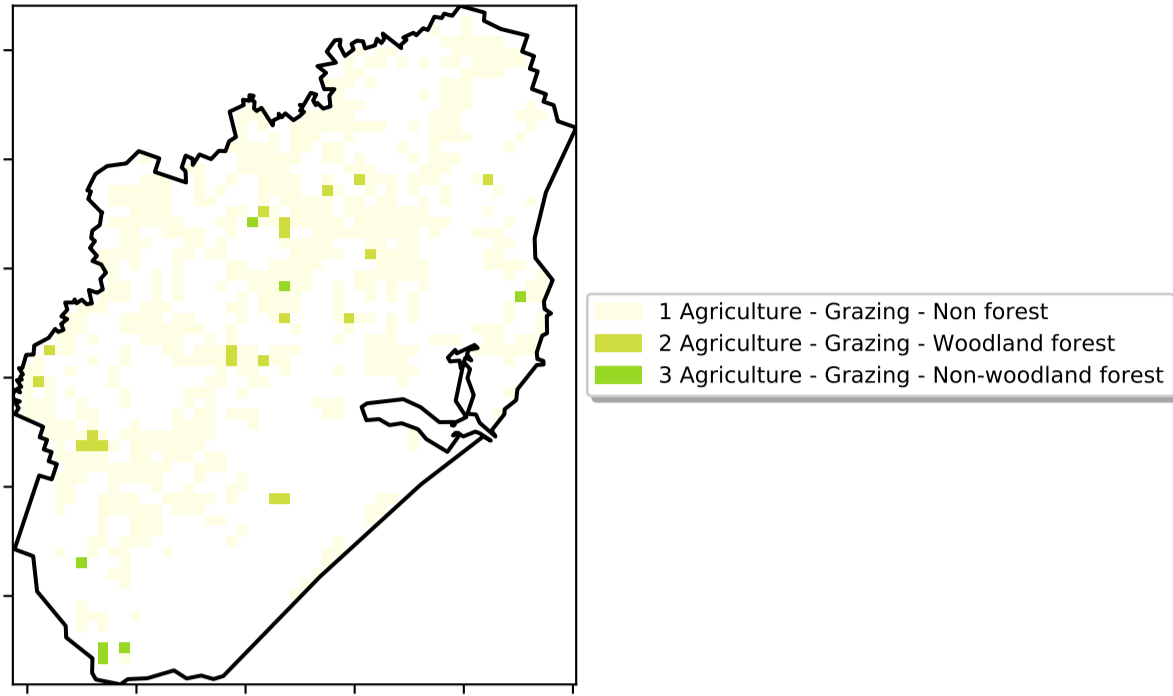 1 Agriculture - Grazing - Non forest
2 Agriculture - Grazing - Woodland forest
3 Agriculture - Grazing - Non-woodland forest